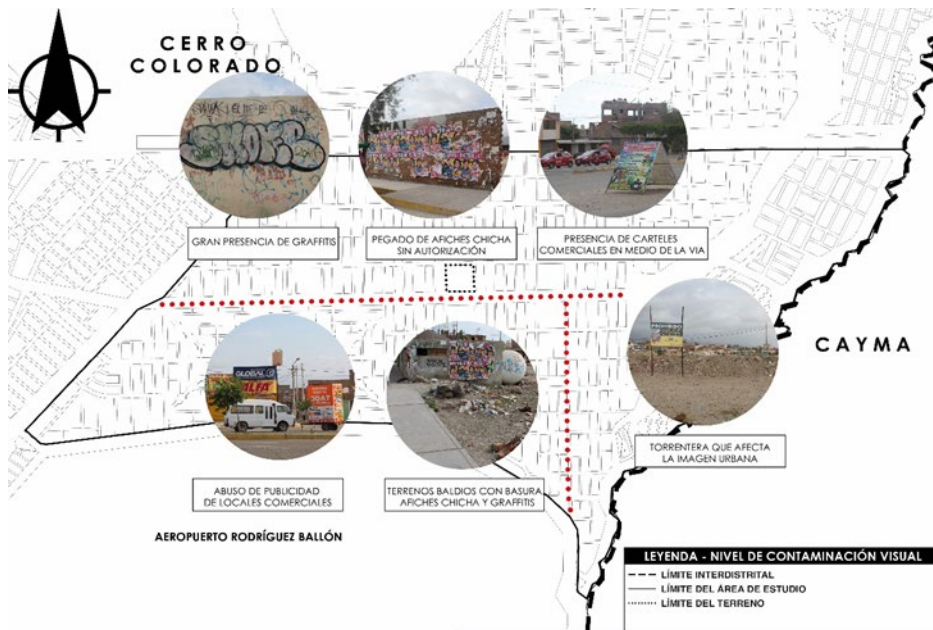 CERRO
COLORADO
GRAN PRESENCIA DE GRAFFITIS
PEGADO DE AFICHES CHICHA
SIN AUTORIZACIÓN
PRESENCIA DE CARTELES
COMERCIALES EN MEDIO DE LA VIA
CAYMA
GLOBAL
ALFA
TORRENTERA QUE AFECTA
LA IMAGEN URBANA
ABUSO DE PUBLICIDAD
DE LOCALES COMERCIALES
TERRENOS BALDIOS CON BASURA
AFICHES CHICHA Y GRAFFITIS
AEROPUERTO RODRÍGUEZ BALLÓN
LEYENDA - NIVEL DE CONTAMINACIÓN VISUAL
LÍMITE INTERDISTRITAL
LÍMITE DEL ÁREA DE ESTUDIO
LÍMITE DEL TERRENO